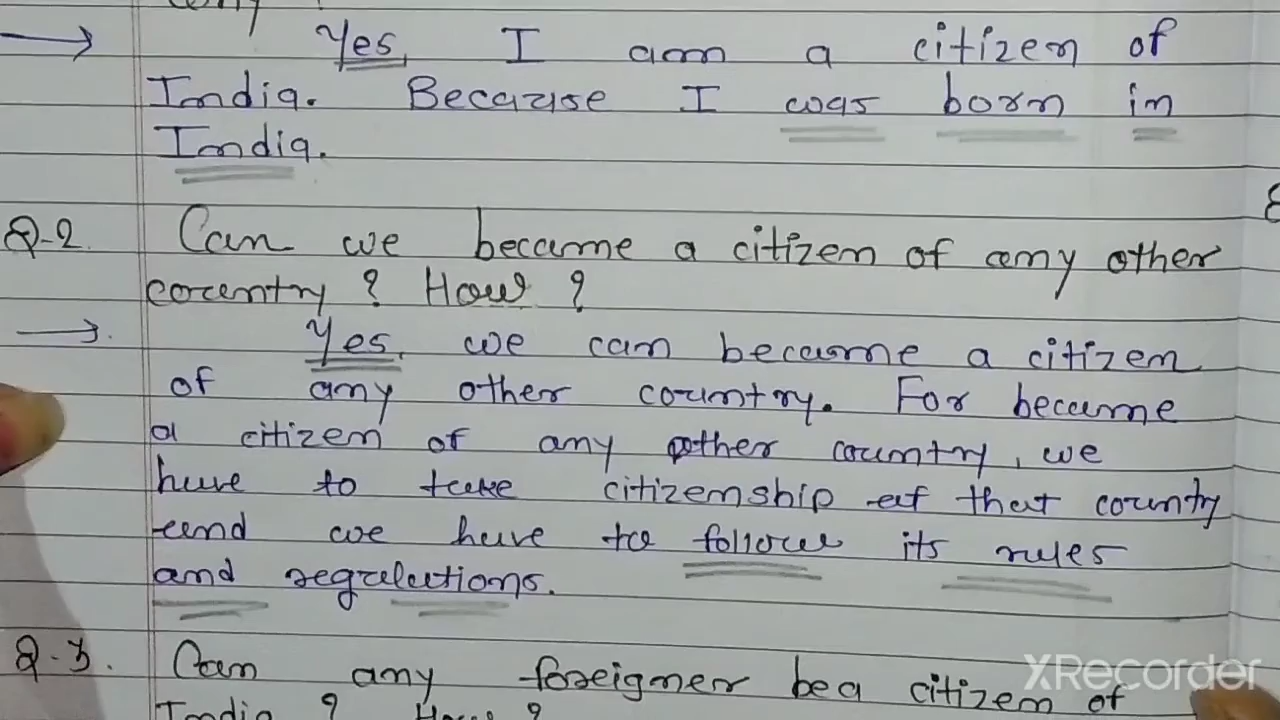 → Yes, I am a citizen of
India. Because I was born in
India.
Q-2. Can we became a citizen of any other
country ? How ?
→ Yes, we can became a citizen
of any other country. For became
a citizen of any other country, we
have to take citizenship of that country
and we have to follow its rules
and regulations.
Q-3. Can any foreigner be a citizen of
India ? How ?
XRecorder